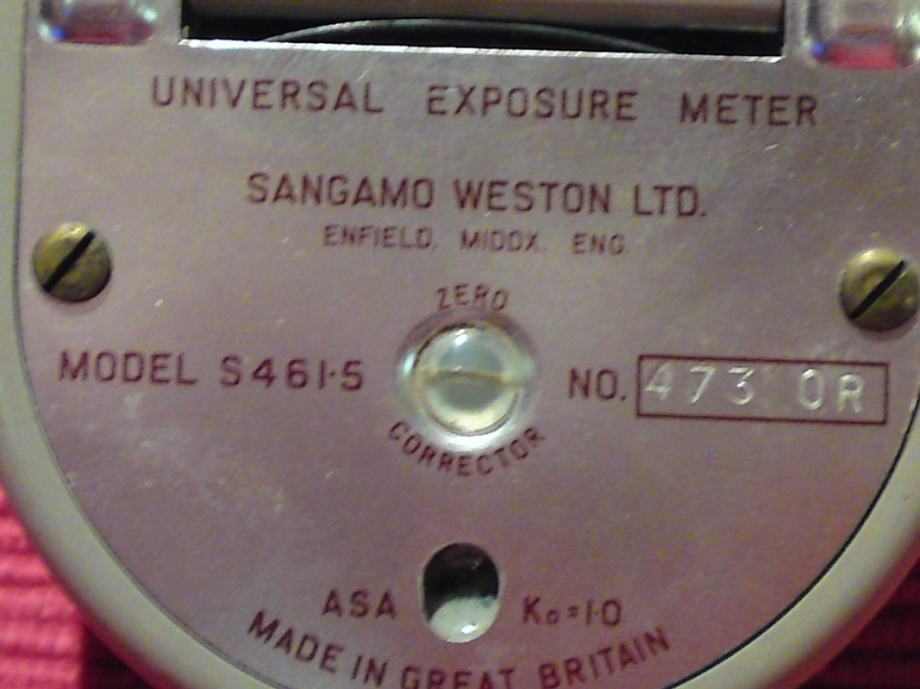 UNIVERSAL EXPOSURE METER
SANGAMO WESTON LTD.
ENFIELD. MIDDX. ENG.
ZERO
MODEL S461·5
NO. 473 0R
CORRECTOR
ASA K₀=1·0
MADE IN GREAT BRITAIN